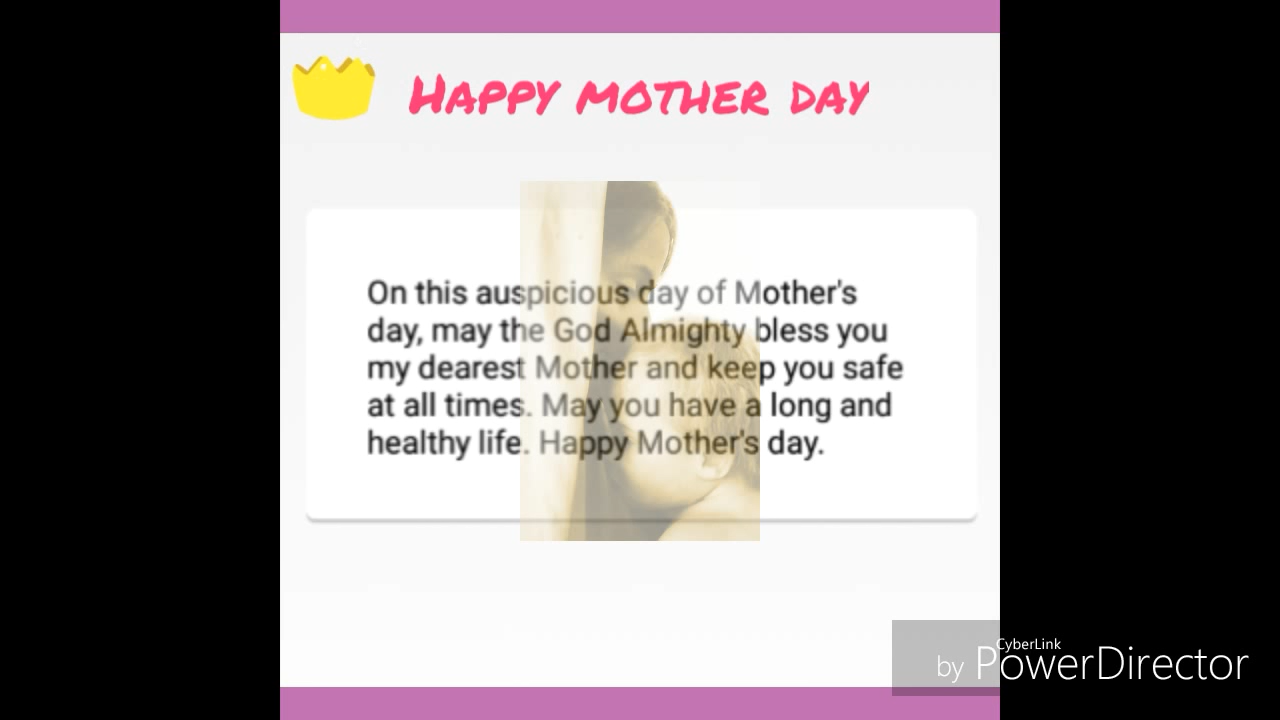 Happy mother day
On this auspicious day of Mother's
day, may the God Almighty bless you
my dearest Mother and keep you safe
at all times. May you have a long and
healthy life. Happy Mother's day.
CyberLink
by PowerDirector